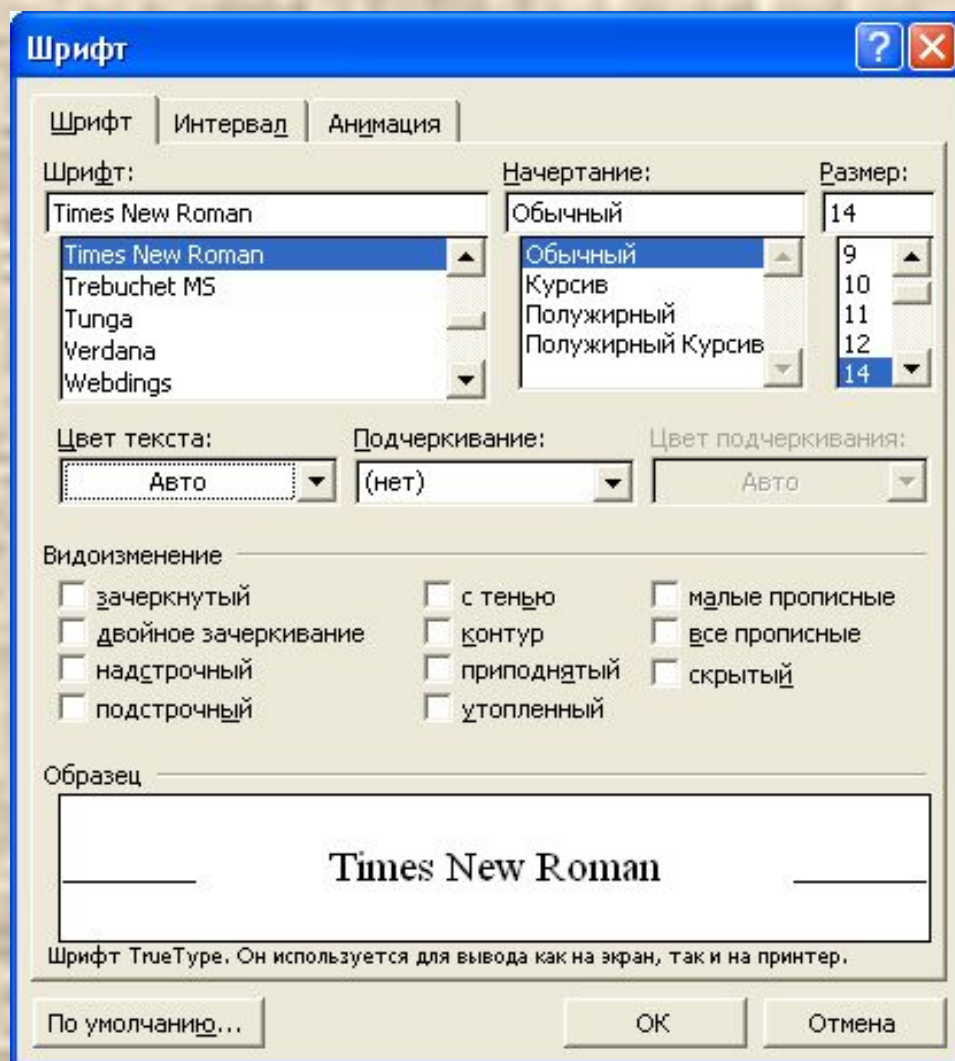 Шрифт
Шрифт Интервал Анимация
Шрифт: Начертание: Размер:
Times New Roman Обычный 14
Times New Roman Обычный 9
Trebuchet MS Курсив 10
Tunga Полужирный 11
Verdana Полужирный Курсив 12
Webdings 14
Цвет текста: Подчеркивание: Цвет подчеркивания:
Авто (нет) Авто
Видоизменение
зачеркнутый с тенью малые прописные
двойное зачеркивание контур все прописные
надстрочный приподнятый скрытый
подстрочный утопленный
Образец
Times New Roman
Шрифт TrueType. Он используется для вывода как на экран, так и на принтер.
По умолчанию... ОК Отмена